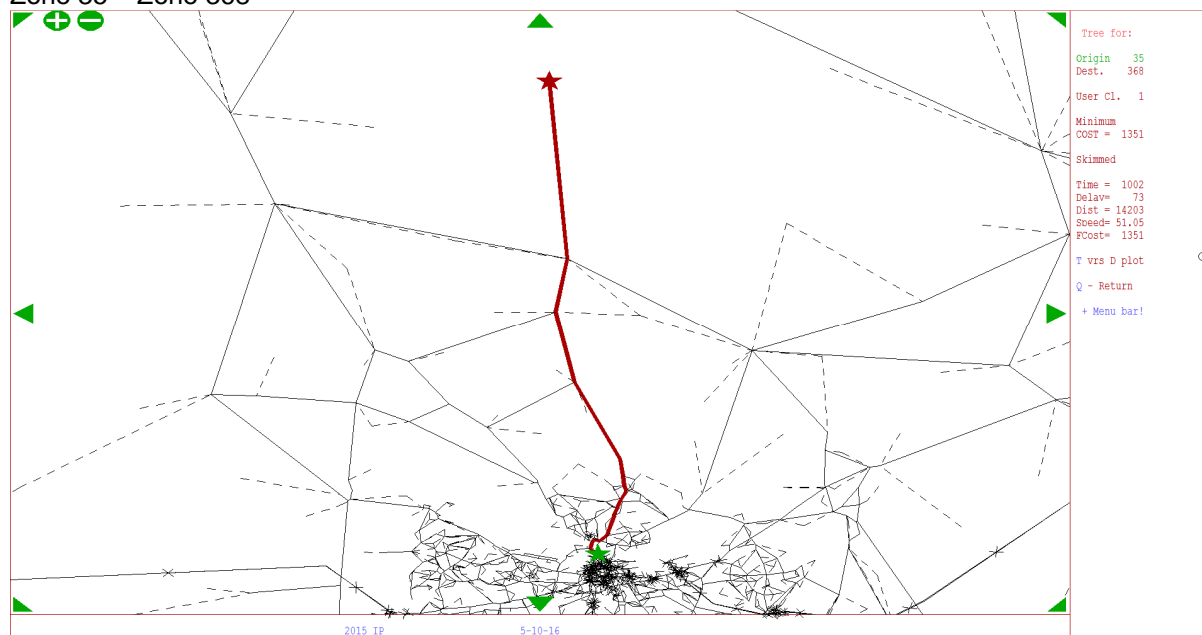 Tree for:
Origin 35
Dest. 368
User Cl. 1
Minimum
COST = 1351
Skimmed
Time = 1002
Delay= 73
Dist = 14203
Speed= 51.05
FCost= 1351
T vrs D plot
Q - Return
+ Menu bar!
2015 IP 5-10-16